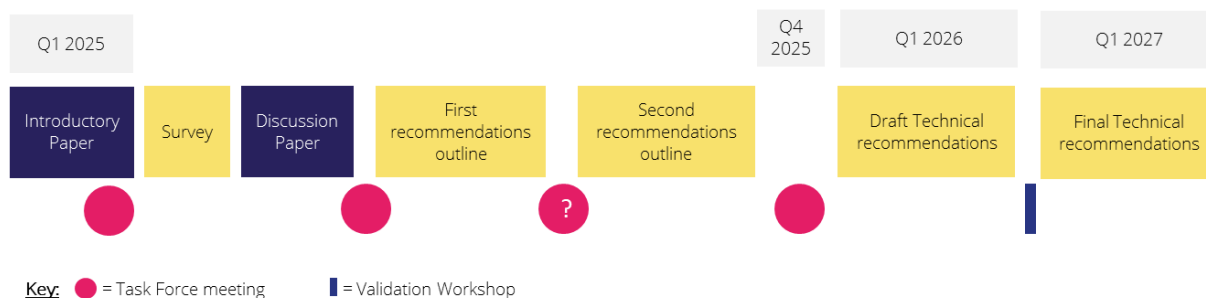 Q1 2025
Q4
2025
Q1 2026
Q1 2027
Introductory
Paper
Survey
Discussion
Paper
First
recommendations
outline
Second
recommendations
outline
Draft Technical
recommendations
Final Technical
recommendations
?
Key:
= Task Force meeting
= Validation Workshop